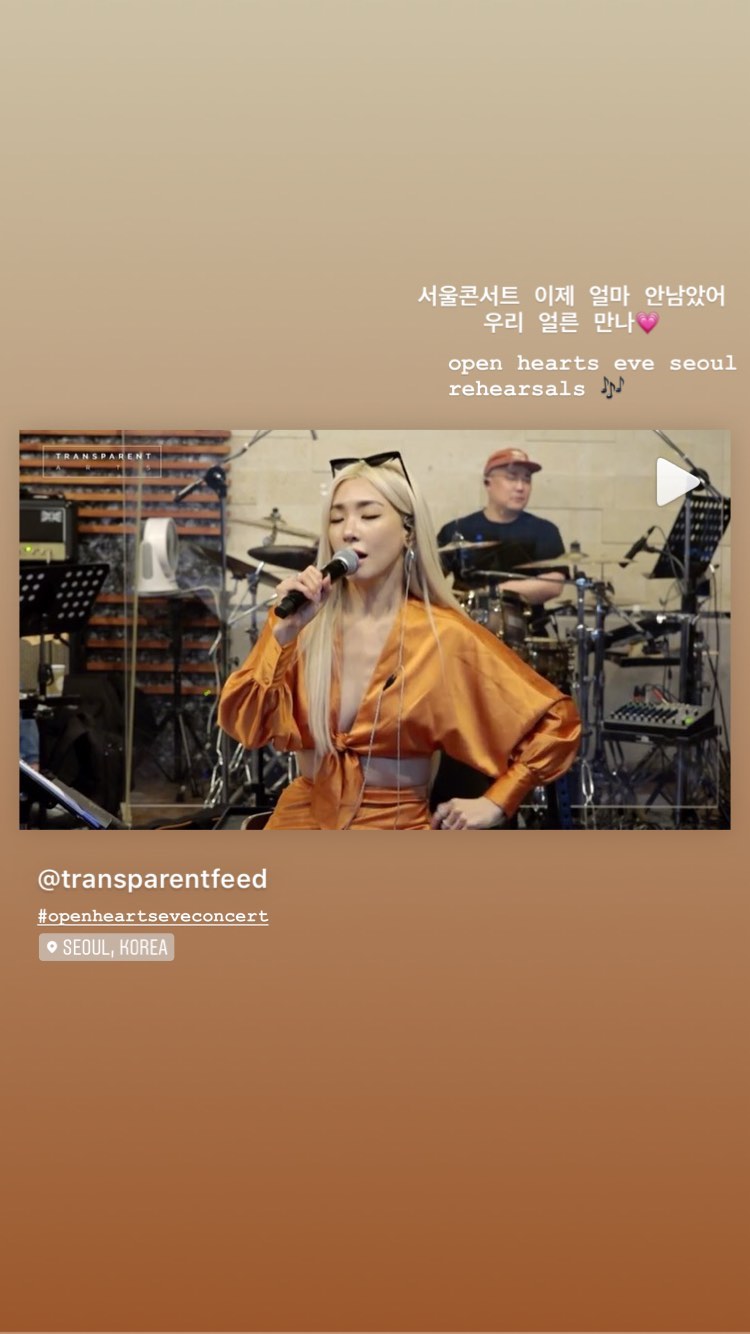 서울콘서트 이제 얼마 안남았어
우리 얼른 만나💗
open hearts eve seoul
rehearsals 🎶
TRANSPARENT
ARTS
@transparentfeed
#openheartseveconcert
SEOUL, KOREA